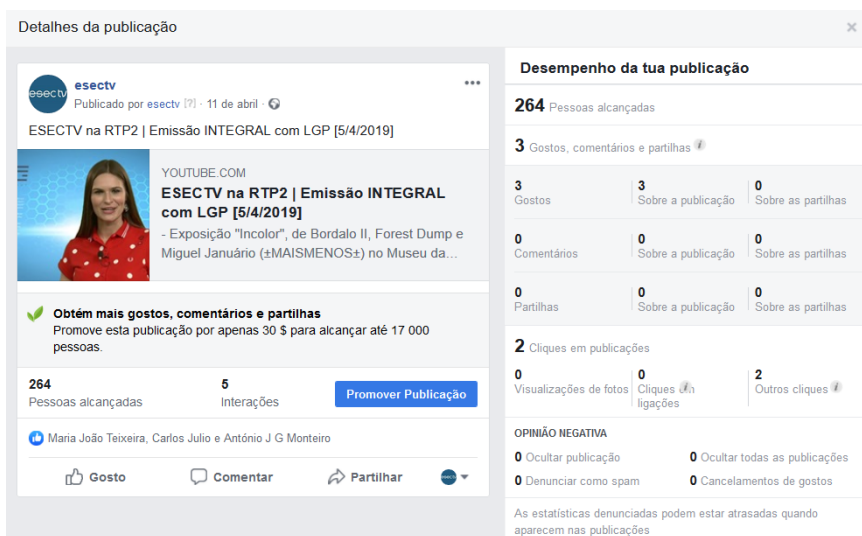 Detalhes da publicação
×
esectv
esectv
Publicado por esectv [?] · 11 de abril ·
ESECTV na RTP2 | Emissão INTEGRAL com LGP [5/4/2019]
YOUTUBE.COM
ESECTV na RTP2 | Emissão INTEGRAL
com LGP [5/4/2019]
- Exposição "Incolor", de Bordalo II, Forest Dump e
Miguel Januário (±MAISMENOS±) no Museu da...
Obtém mais gostos, comentários e partilhas
Promove esta publicação por apenas 30 $ para alcançar até 17 000
pessoas.
264 5
Pessoas alcançadas Interações
Promover Publicação
Maria João Teixeira, Carlos Julio e António J G Monteiro
Gosto Comentar Partilhar esectv
Desempenho da tua publicação
264 Pessoas alcançadas
3 Gostos, comentários e partilhas i
3 3 0
Gostos Sobre a publicação Sobre as partilhas
0 0 0
Comentários Sobre a publicação Sobre as partilhas
0 0 0
Partilhas Sobre a publicação Sobre as partilhas
2 Cliques em publicações
0 0 2
Visualizações de fotos Cliques em Outros cliques i
ligações
OPINIÃO NEGATIVA
0 Ocultar publicação 0 Ocultar todas as publicações
0 Denunciar como spam 0 Cancelamentos de gostos
As estatísticas denunciadas podem estar atrasadas quando
aparecem nas publicações